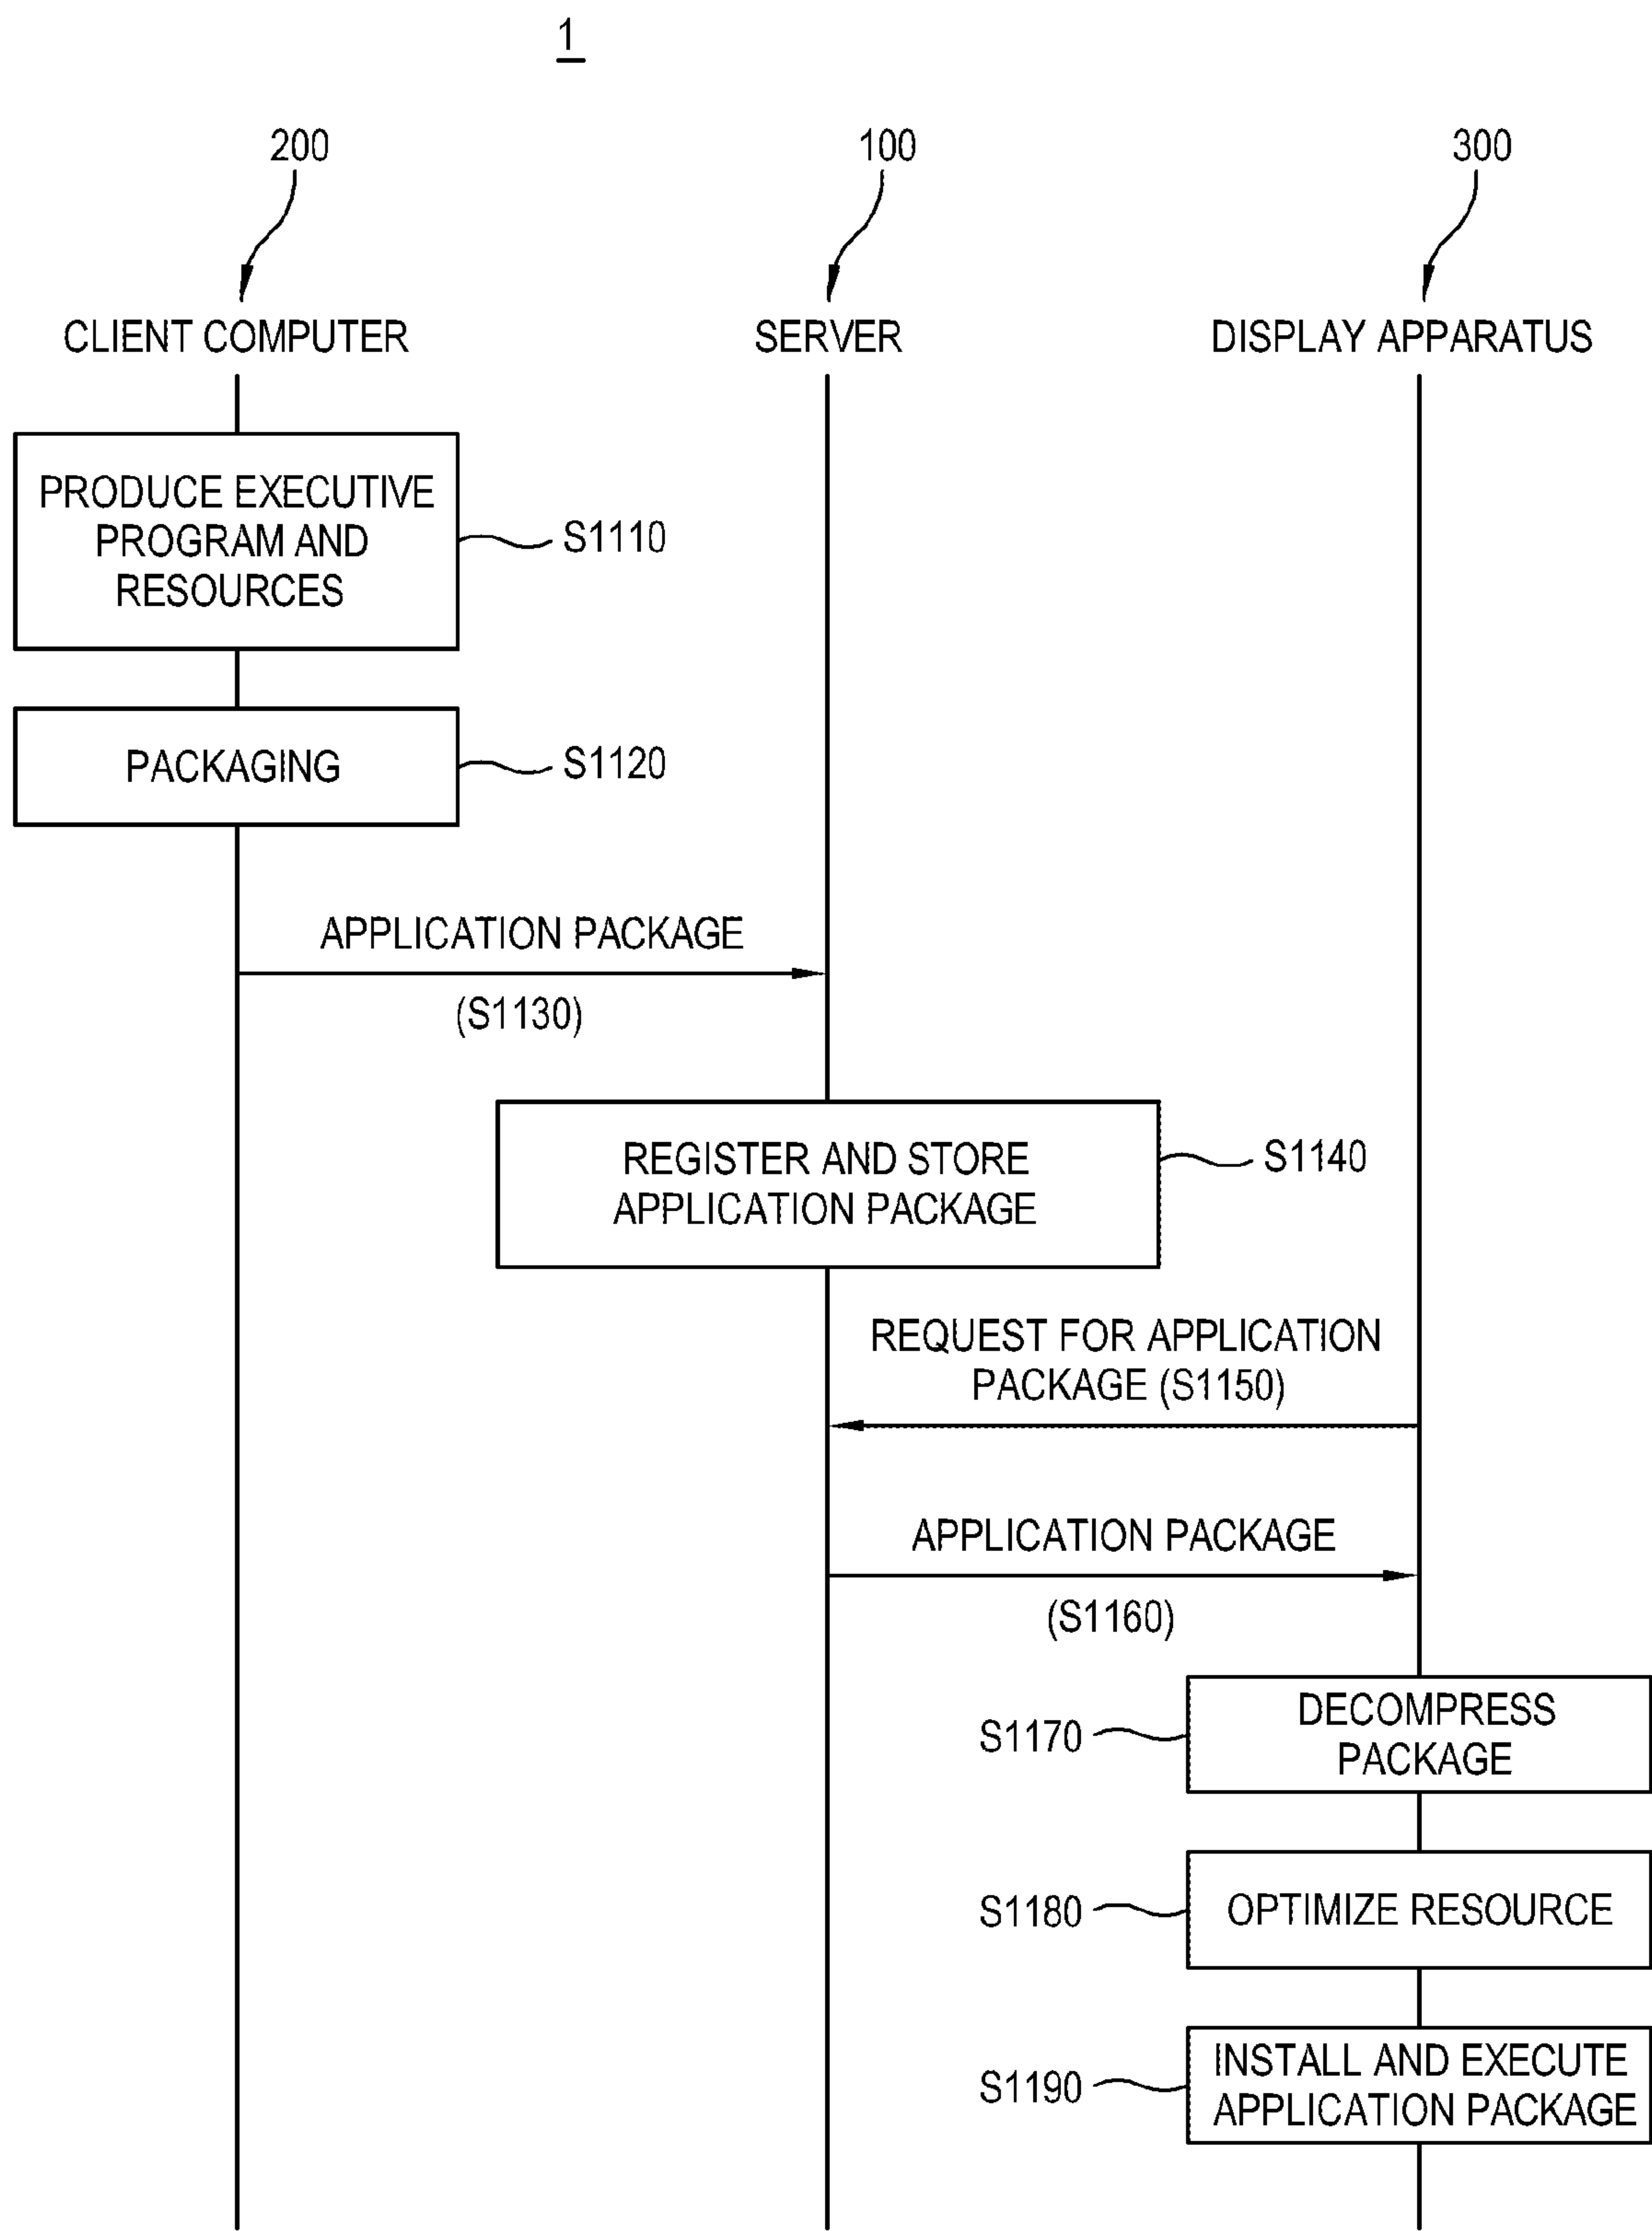 1
200
100
300
CLIENT COMPUTER
SERVER
DISPLAY APPARATUS
PRODUCE EXECUTIVE
PROGRAM AND
RESOURCES
S1110
PACKAGING
S1120
APPLICATION PACKAGE
(S1130)
REGISTER AND STORE
APPLICATION PACKAGE
S1140
REQUEST FOR APPLICATION
PACKAGE (S1150)
APPLICATION PACKAGE
(S1160)
S1170
DECOMPRESS
PACKAGE
S1180
OPTIMIZE RESOURCE
S1190
INSTALL AND EXECUTE
APPLICATION PACKAGE